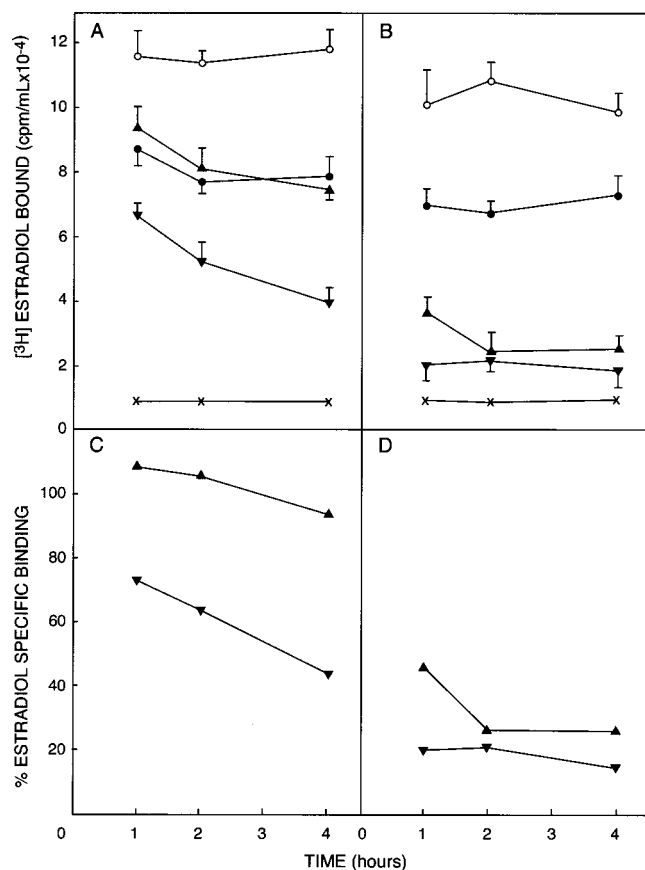 A
B
[³H] ESTRADIOL BOUND (cpm/mLx10⁻⁴)
12
10
8
6
4
2
0
C
D
% ESTRADIOL SPECIFIC BINDING
100
80
60
40
20
0 1 2 3 4 0 1 2 3 4
TIME (hours)